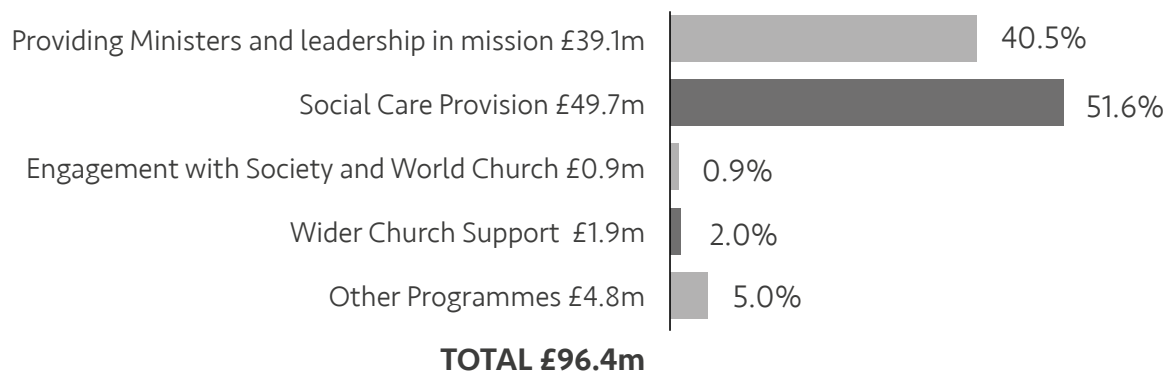 Providing Ministers and leadership in mission £39.1m 40.5%
Social Care Provision £49.7m 51.6%
Engagement with Society and World Church £0.9m 0.9%
Wider Church Support £1.9m 2.0%
Other Programmes £4.8m 5.0%
TOTAL £96.4m